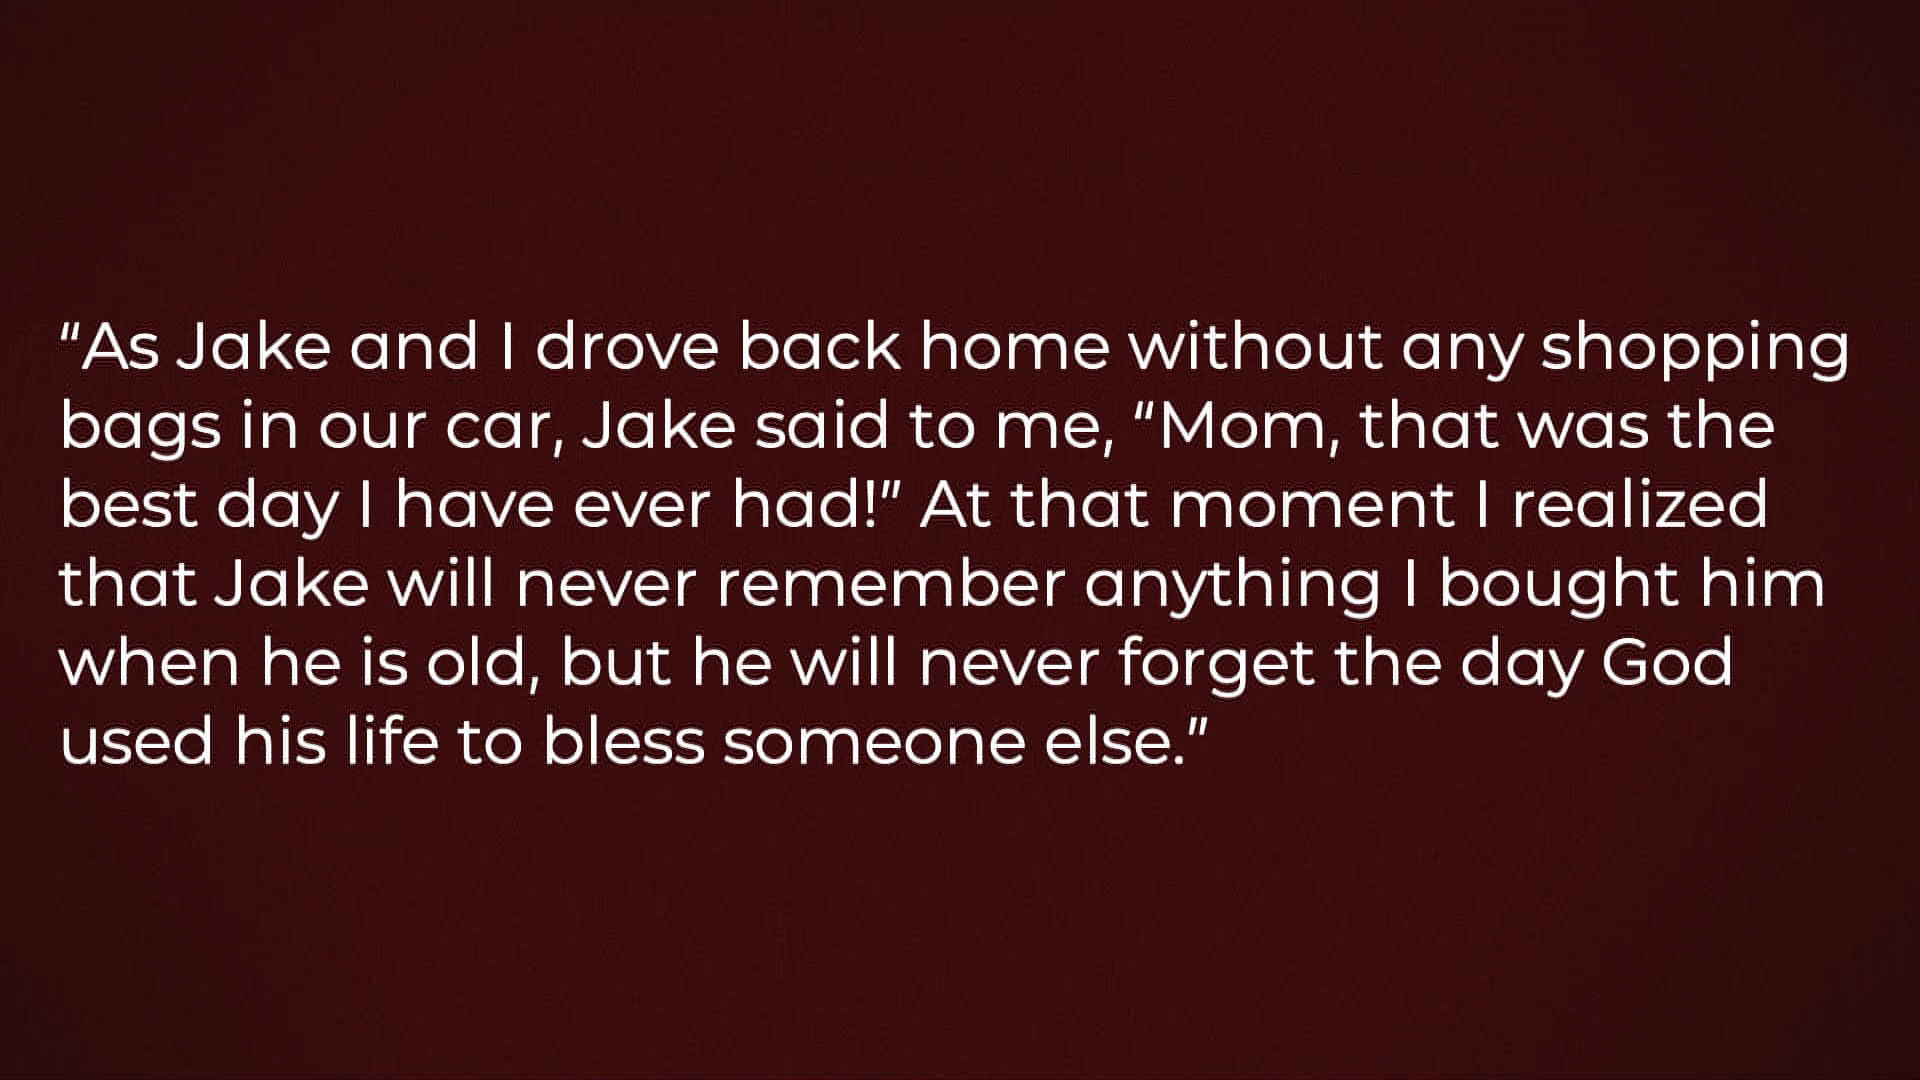 “As Jake and I drove back home without any shopping
bags in our car, Jake said to me, “Mom, that was the
best day I have ever had!” At that moment I realized
that Jake will never remember anything I bought him
when he is old, but he will never forget the day God
used his life to bless someone else.”